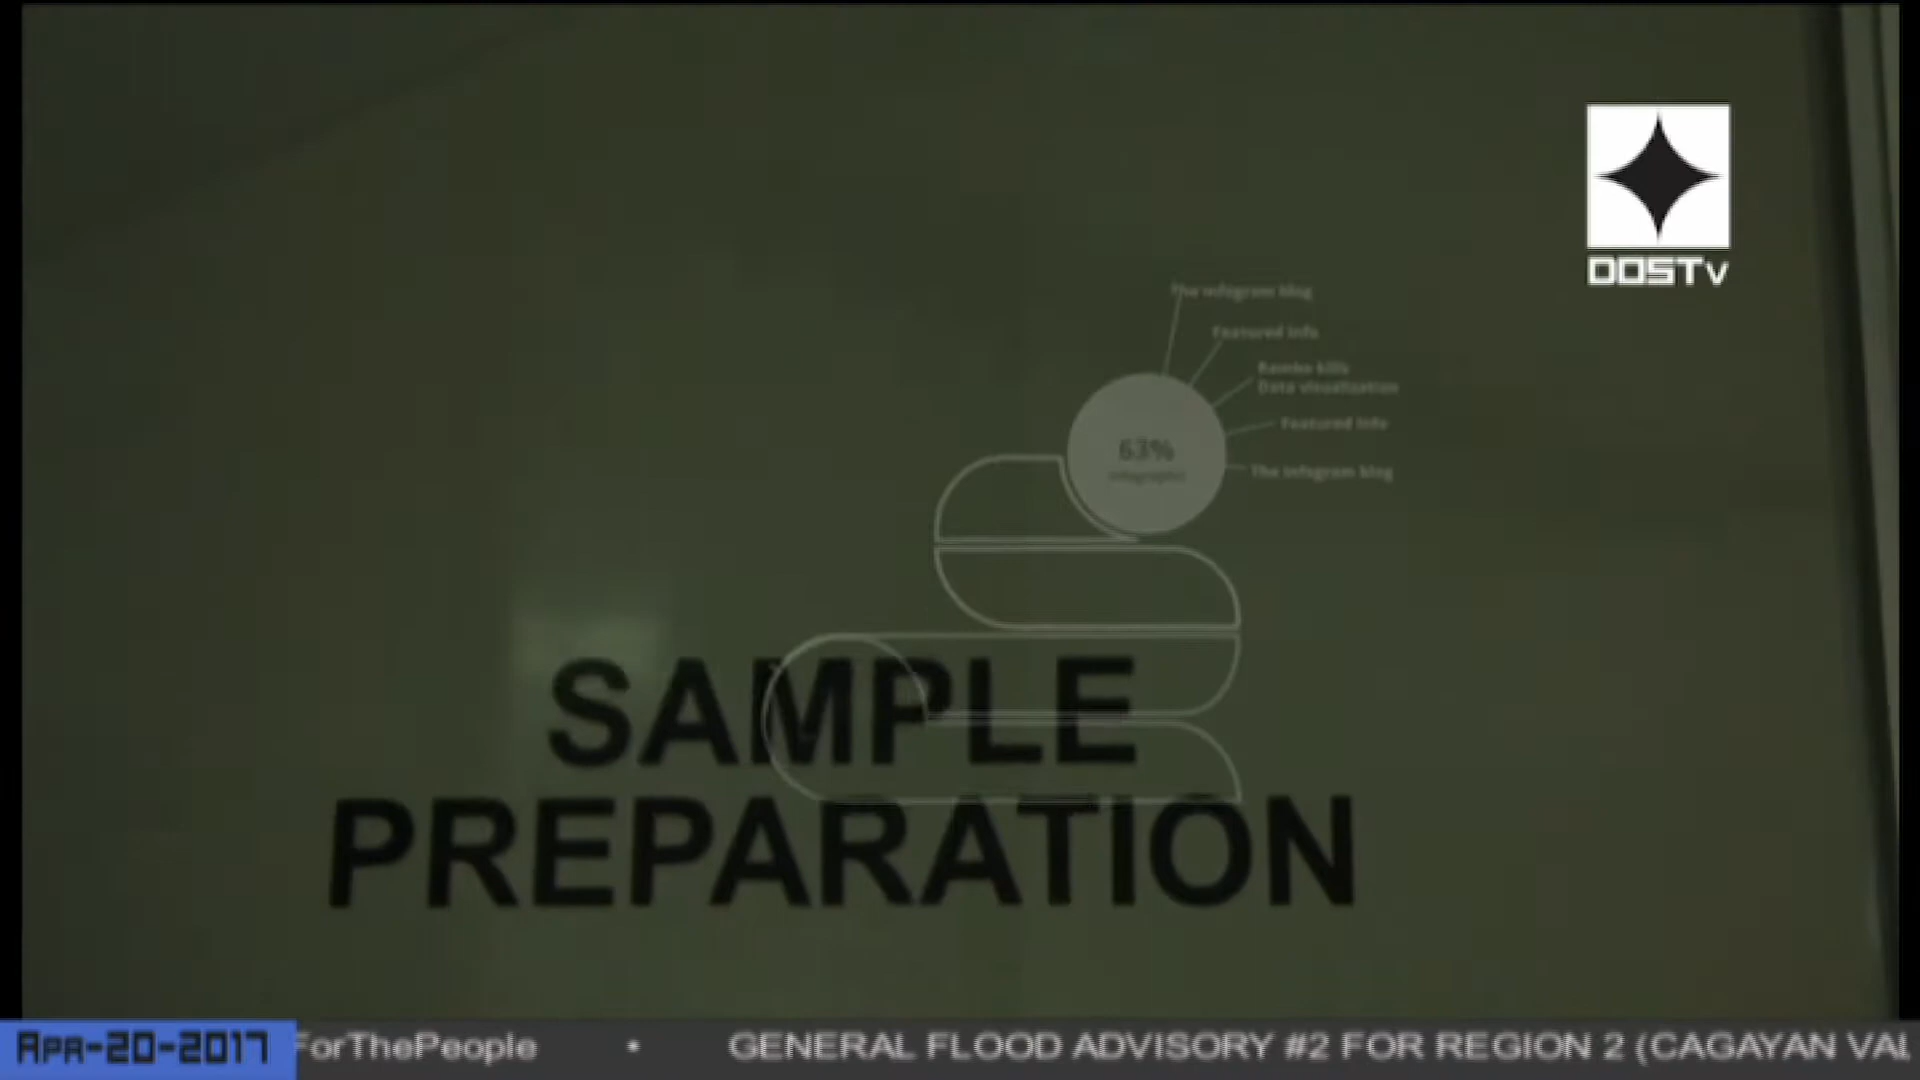 DOSTv
The infogram blog
Featured info
Data visualization
Featured info
The infogram blog
63%
SAMPLE
PREPARATION
APR-20-2017
ForThePeople • GENERAL FLOOD ADVISORY #2 FOR REGION 2 (CAGAYAN VAL